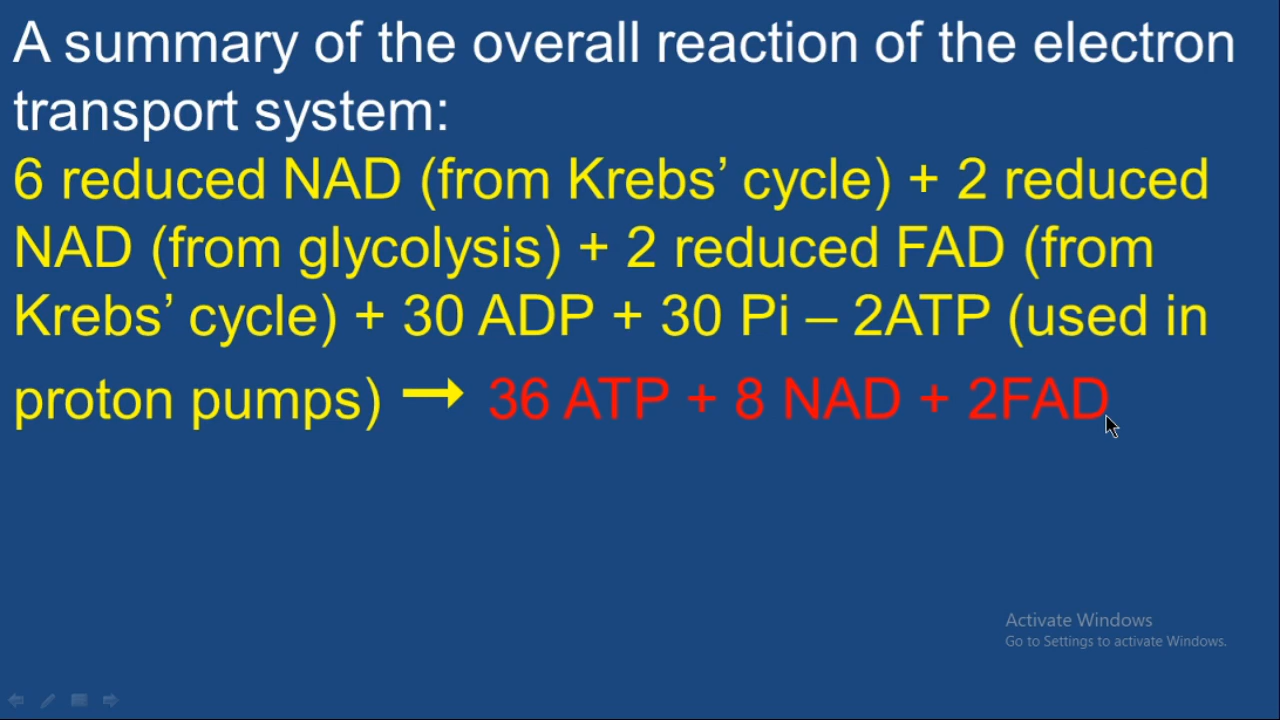 A summary of the overall reaction of the electron
transport system:
6 reduced NAD (from Krebs’ cycle) + 2 reduced
NAD (from glycolysis) + 2 reduced FAD (from
Krebs’ cycle) + 30 ADP + 30 Pi – 2ATP (used in
proton pumps) → 36 ATP + 8 NAD + 2FAD
Activate Windows
Go to Settings to activate Windows.